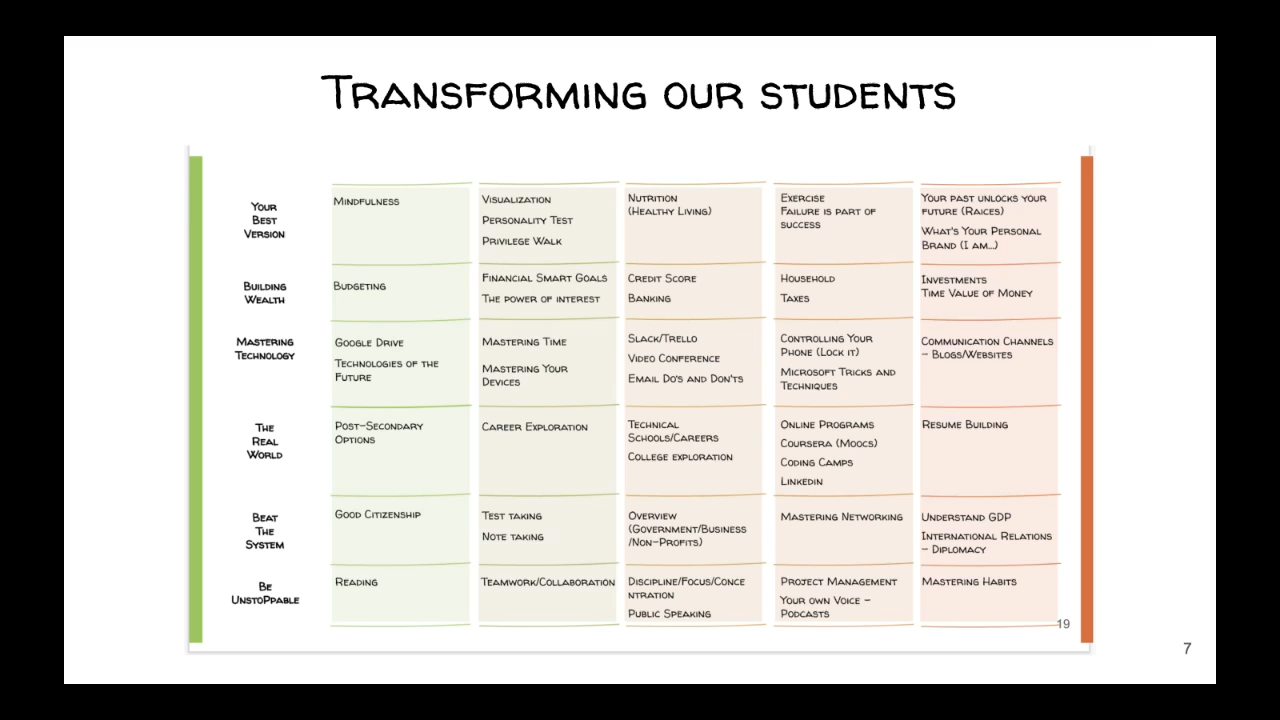 Transforming our students
Your
Best
Version
Mindfulness
Visualization
Personality Test
Privilege Walk
Nutrition
(Healthy Living)
Exercise
Failure is part of
success
Your past unlocks your
future (Raices)
What's Your Personal
Brand (I am...)
Building
Wealth
Budgeting
Financial Smart Goals
The power of interest
Credit Score
Banking
Household
Taxes
Investments
Time Value of Money
Mastering
Technology
Google Drive
Technologies of the
Future
Mastering Time
Mastering Your
Devices
Slack/Trello
Video Conference
Email Do's and Don'ts
Controlling Your
Phone (Lock it)
Microsoft Tricks and
Techniques
Communication Channels
- Blogs/Websites
The
Real
World
Post-Secondary
Options
Career Exploration
Technical
Schools/Careers
College exploration
Online Programs
Coursera (Moocs)
Coding Camps
LinkedIn
Resume Building
Beat
The
System
Good Citizenship
Test taking
Note taking
Overview
(Government/Business
/Non-Profits)
Mastering Networking
Understand GDP
International Relations
- Diplomacy
Be
UnstoPpable
Reading
Teamwork/Collaboration
Discipline/Focus/Conce
ntration
Public Speaking
Project Management
Your own Voice -
Podcasts
Mastering Habits
19
7